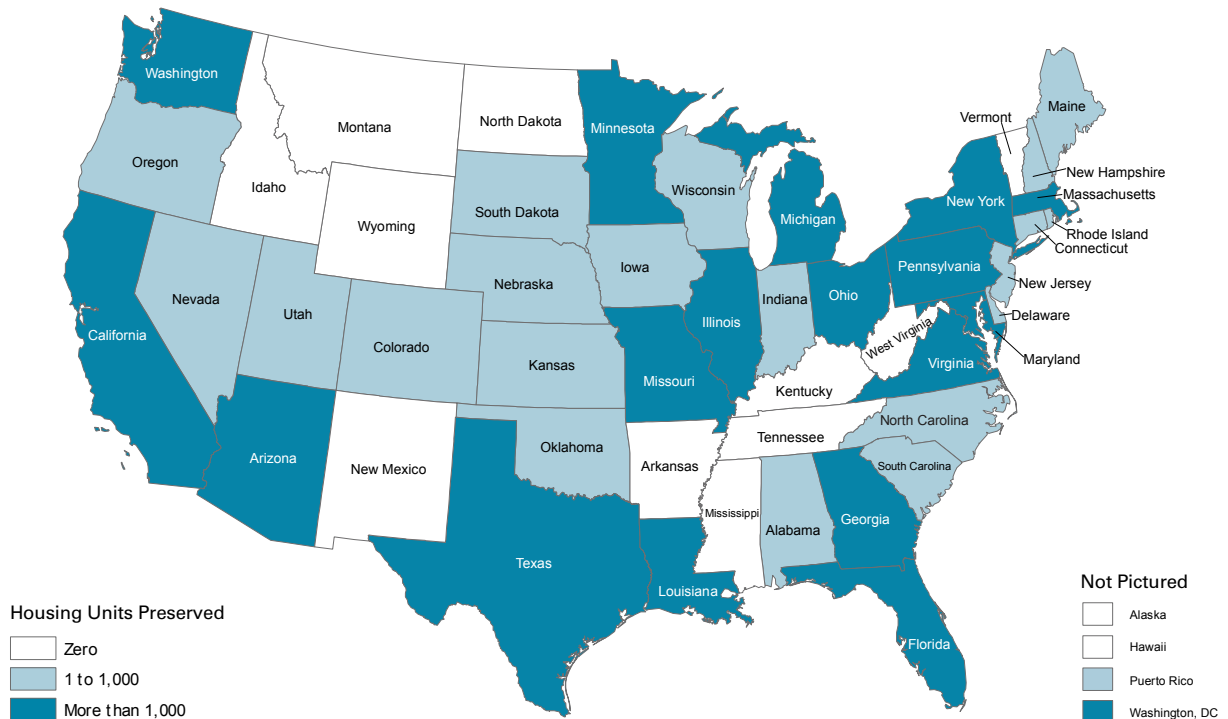 Washington
Montana
North Dakota
Minnesota
Vermont
Maine
Oregon
Idaho
Wyoming
South Dakota
Wisconsin
Michigan
New York
New Hampshire
Massachusetts
Rhode Island
Connecticut
Nevada
Utah
Colorado
Nebraska
Iowa
Illinois
Indiana
Ohio
Pennsylvania
New Jersey
Delaware
Maryland
California
Kansas
Missouri
Kentucky
West Virginia
Virginia
Arizona
New Mexico
Oklahoma
Arkansas
Tennessee
North Carolina
South Carolina
Texas
Louisiana
Mississippi
Alabama
Georgia
Florida
Housing Units Preserved
Zero
1 to 1,000
More than 1,000
Not Pictured
Alaska
Hawaii
Puerto Rico
Washington, DC